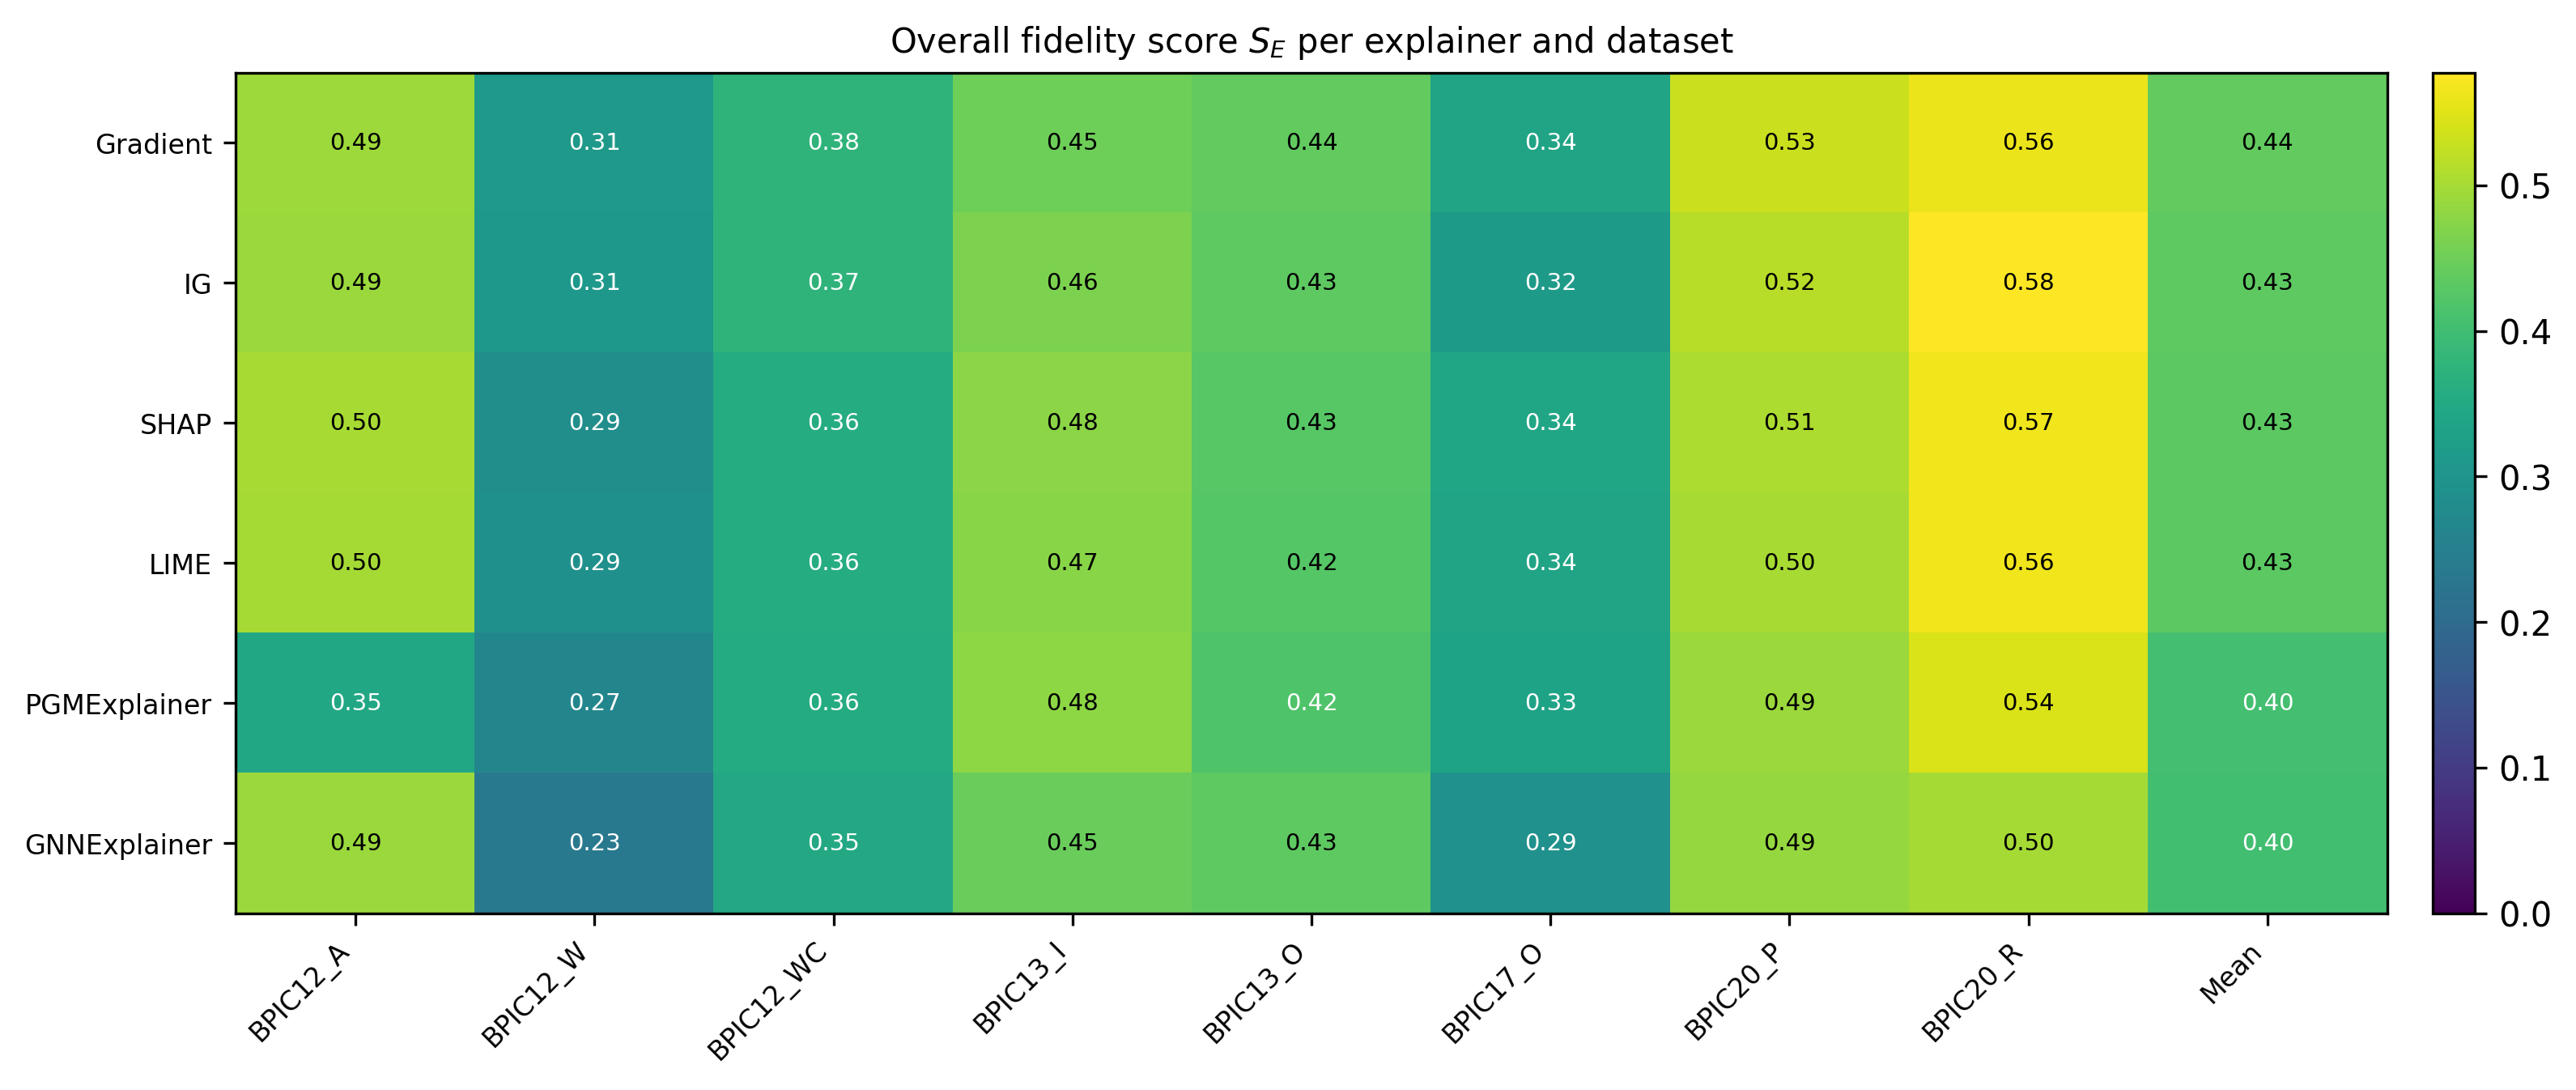 Overall fidelity score S_E per explainer and dataset
Gradient 0.49 0.31 0.38 0.45 0.44 0.34 0.53 0.56 0.44
IG 0.49 0.31 0.37 0.46 0.43 0.32 0.52 0.58 0.43
SHAP 0.50 0.29 0.36 0.48 0.43 0.34 0.51 0.57 0.43
LIME 0.50 0.29 0.36 0.47 0.42 0.34 0.50 0.56 0.43
PGMExplainer 0.35 0.27 0.36 0.48 0.42 0.33 0.49 0.54 0.40
GNNExplainer 0.49 0.23 0.35 0.45 0.43 0.29 0.49 0.50 0.40
BPIC12_A BPIC12_W BPIC12_WC BPIC13_I BPIC13_O BPIC17_O BPIC20_P BPIC20_R Mean
0.5
0.4
0.3
0.2
0.1
0.0